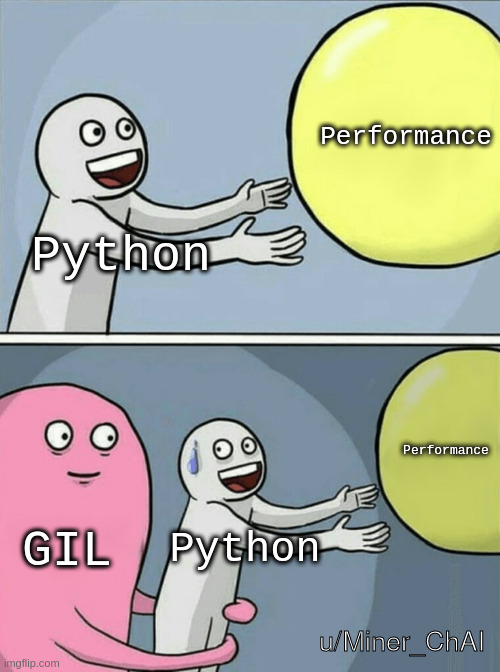 Performance
Python
Performance
GIL
Python
u/Miner_ChAI
imgflip.com